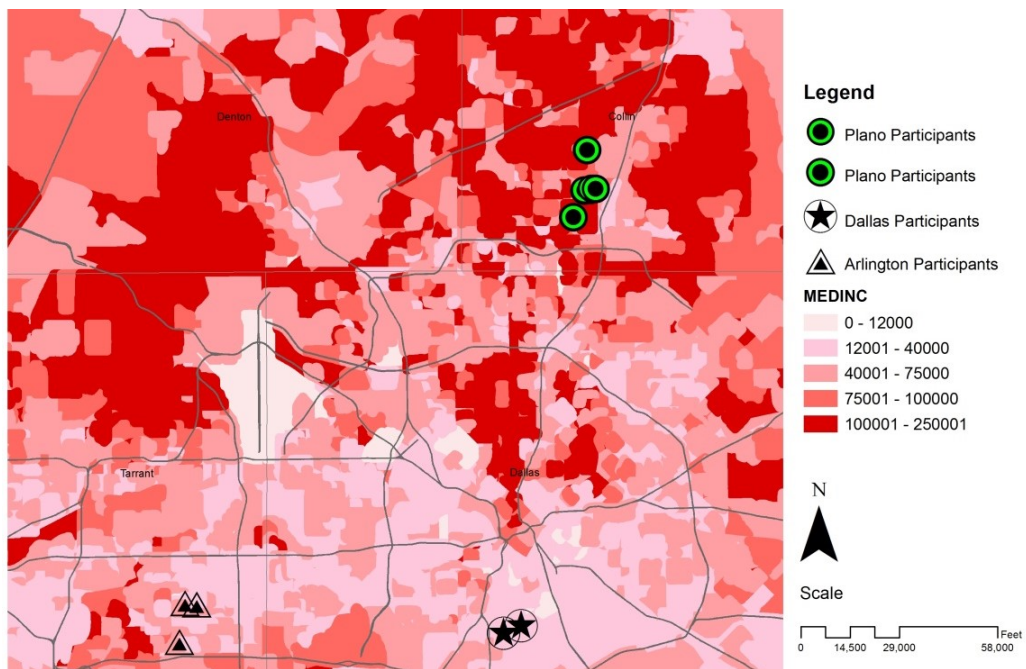 Denton
Collin
Tarrant
Dallas
Legend
Plano Participants
Plano Participants
Dallas Participants
Arlington Participants
MEDINC
0 - 12000
12001 - 40000
40001 - 75000
75001 - 100000
100001 - 250001
N
Scale
Feet
0 14,500 29,000 58,000